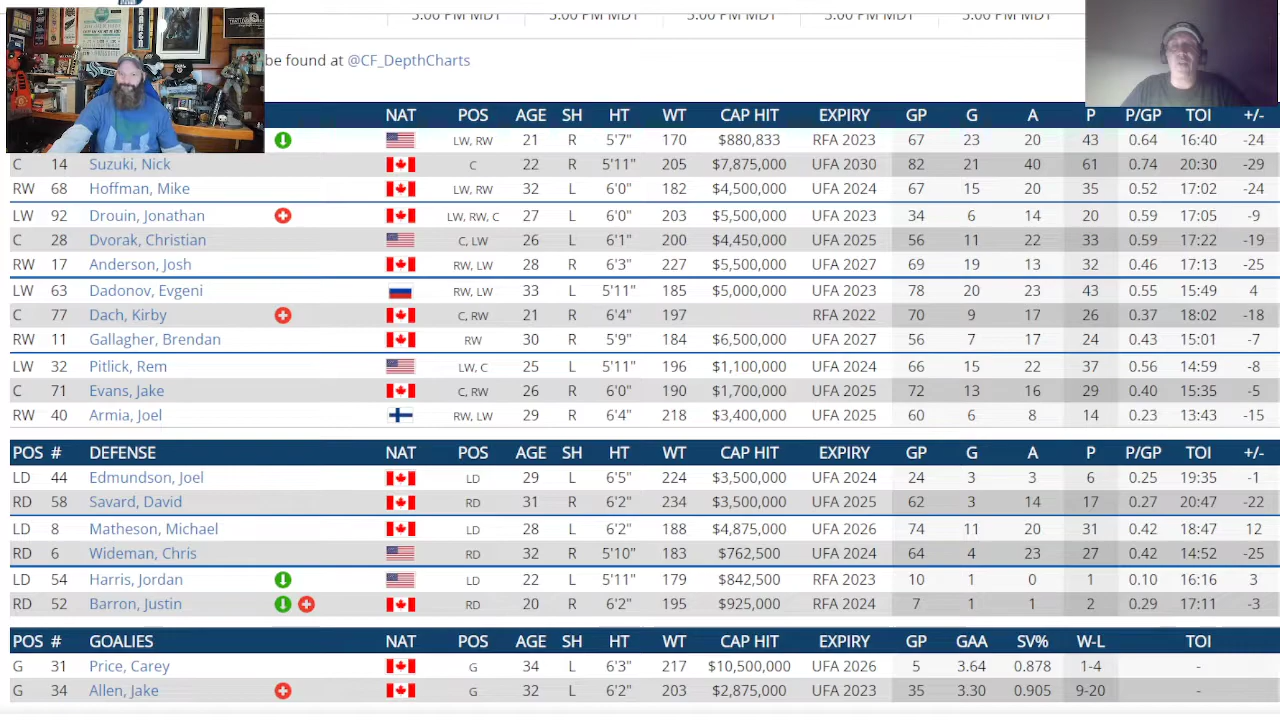 5:00 PM MDT 5:00 PM MDT 5:00 PM MDT 5:00 PM MDT 5:00 PM MDT
be found at @CF_DepthCharts
NAT POS AGE SH HT WT CAP HIT EXPIRY GP G A P P/GP TOI +/-
LW, RW 21 R 5'7" 170 $880,833 RFA 2023 67 23 20 43 0.64 16:40 -24
C 14 Suzuki, Nick C 22 R 5'11" 205 $7,875,000 UFA 2030 82 21 40 61 0.74 20:30 -29
RW 68 Hoffman, Mike LW, RW 32 L 6'0" 182 $4,500,000 UFA 2024 67 15 20 35 0.52 17:02 -24
LW 92 Drouin, Jonathan LW, RW, C 27 L 6'0" 203 $5,500,000 UFA 2023 34 6 14 20 0.59 17:05 -9
C 28 Dvorak, Christian C, LW 26 L 6'1" 200 $4,450,000 UFA 2025 56 11 22 33 0.59 17:22 -19
RW 17 Anderson, Josh RW, LW 28 R 6'3" 227 $5,500,000 UFA 2027 69 19 13 32 0.46 17:13 -25
LW 63 Dadonov, Evgeni RW, LW 33 L 5'11" 185 $5,000,000 UFA 2023 78 20 23 43 0.55 15:49 4
C 77 Dach, Kirby C, RW 21 R 6'4" 197 RFA 2022 70 9 17 26 0.37 18:02 -18
RW 11 Gallagher, Brendan RW 30 R 5'9" 184 $6,500,000 UFA 2027 56 7 17 24 0.43 15:01 -7
LW 32 Pitlick, Rem LW, C 25 L 5'11" 196 $1,100,000 UFA 2024 66 15 22 37 0.56 14:59 -8
C 71 Evans, Jake C, RW 26 R 6'0" 190 $1,700,000 UFA 2025 72 13 16 29 0.40 15:35 -5
RW 40 Armia, Joel RW, LW 29 R 6'4" 218 $3,400,000 UFA 2025 60 6 8 14 0.23 13:43 -15
POS # DEFENSE NAT POS AGE SH HT WT CAP HIT EXPIRY GP G A P P/GP TOI +/-
LD 44 Edmundson, Joel LD 29 L 6'5" 224 $3,500,000 UFA 2024 24 3 3 6 0.25 19:35 -1
RD 58 Savard, David RD 31 R 6'2" 234 $3,500,000 UFA 2025 62 3 14 17 0.27 20:47 -22
LD 8 Matheson, Michael LD 28 L 6'2" 188 $4,875,000 UFA 2026 74 11 20 31 0.42 18:47 12
RD 6 Wideman, Chris RD 32 R 5'10" 183 $762,500 UFA 2024 64 4 23 27 0.42 14:52 -25
LD 54 Harris, Jordan LD 22 L 5'11" 179 $842,500 RFA 2023 10 1 0 1 0.10 16:16 3
RD 52 Barron, Justin RD 20 R 6'2" 195 $925,000 RFA 2024 7 1 1 2 0.29 17:11 -3
POS # GOALIES NAT POS AGE SH HT WT CAP HIT EXPIRY GP GAA SV% W-L TOI
G 31 Price, Carey G 34 L 6'3" 217 $10,500,000 UFA 2026 5 3.64 0.878 1-4 -
G 34 Allen, Jake G 32 L 6'2" 203 $2,875,000 UFA 2023 35 3.30 0.905 9-20 -